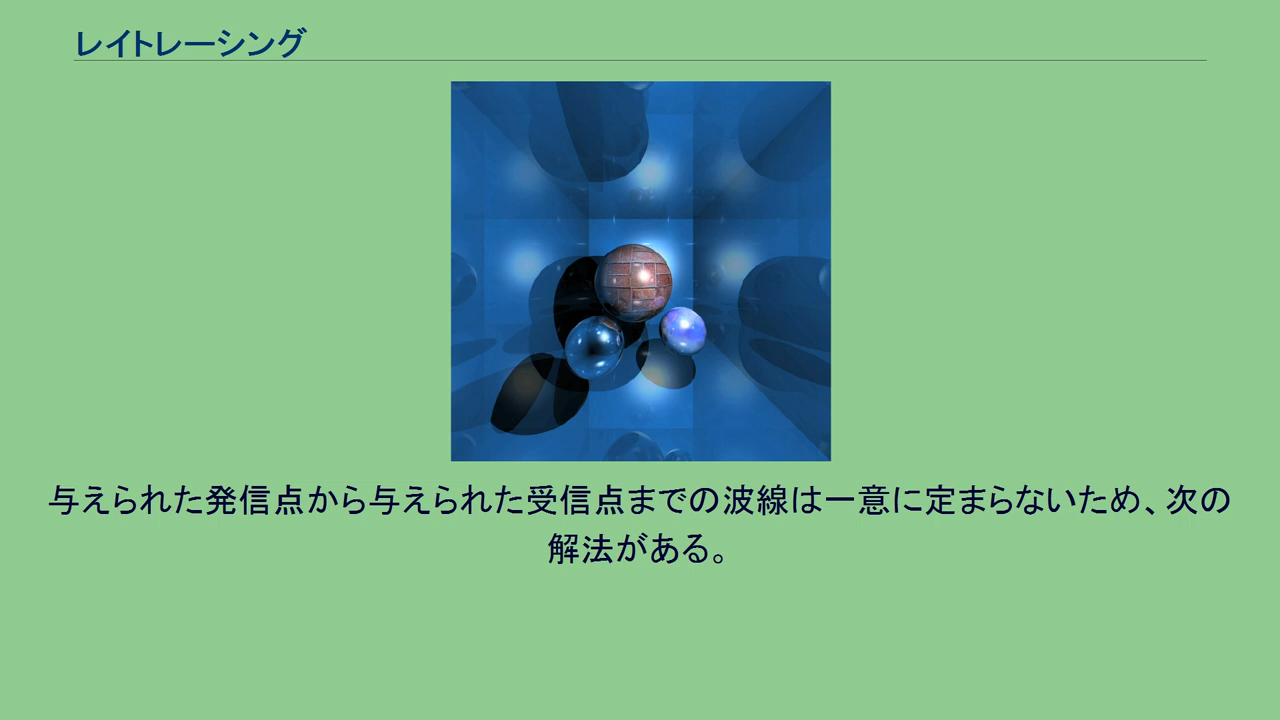 レイトレーシング
与えられた発信点から与えられた受信点までの波線は一意に定まらないため、次の
解法がある。